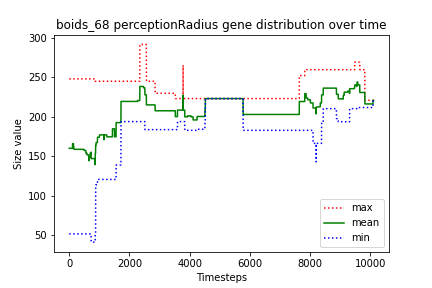 boids_68 perceptionRadius gene distribution over time
Size value
300
250
200
150
100
50
0
2000
4000
6000
8000
10000
Timesteps
max
mean
min